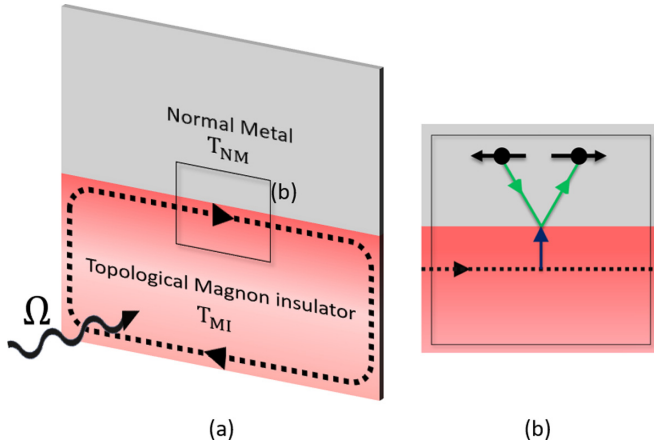 Normal Metal
T_NM
(b)
Topological Magnon insulator
T_MI
Ω
(a)
(b)